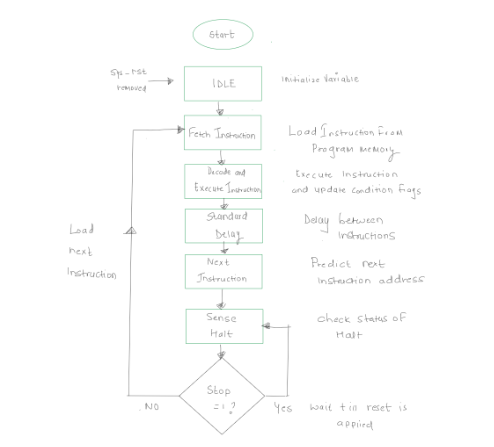 Start
Sys_rst
removed
IDLE
Initialize Variable
Fetch Instruction
Load Instruction From
Program memory
Decode and
Execute Instruction
Execute Instruction
and update condition flags
Standard
Delay
Delay between
Instructions
Load
next
Instruction
Next
Instruction
Predict next
Instruction address
Sense
Halt
check status of
Halt
Stop
=1?
NO
Yes
wait till reset is
applied